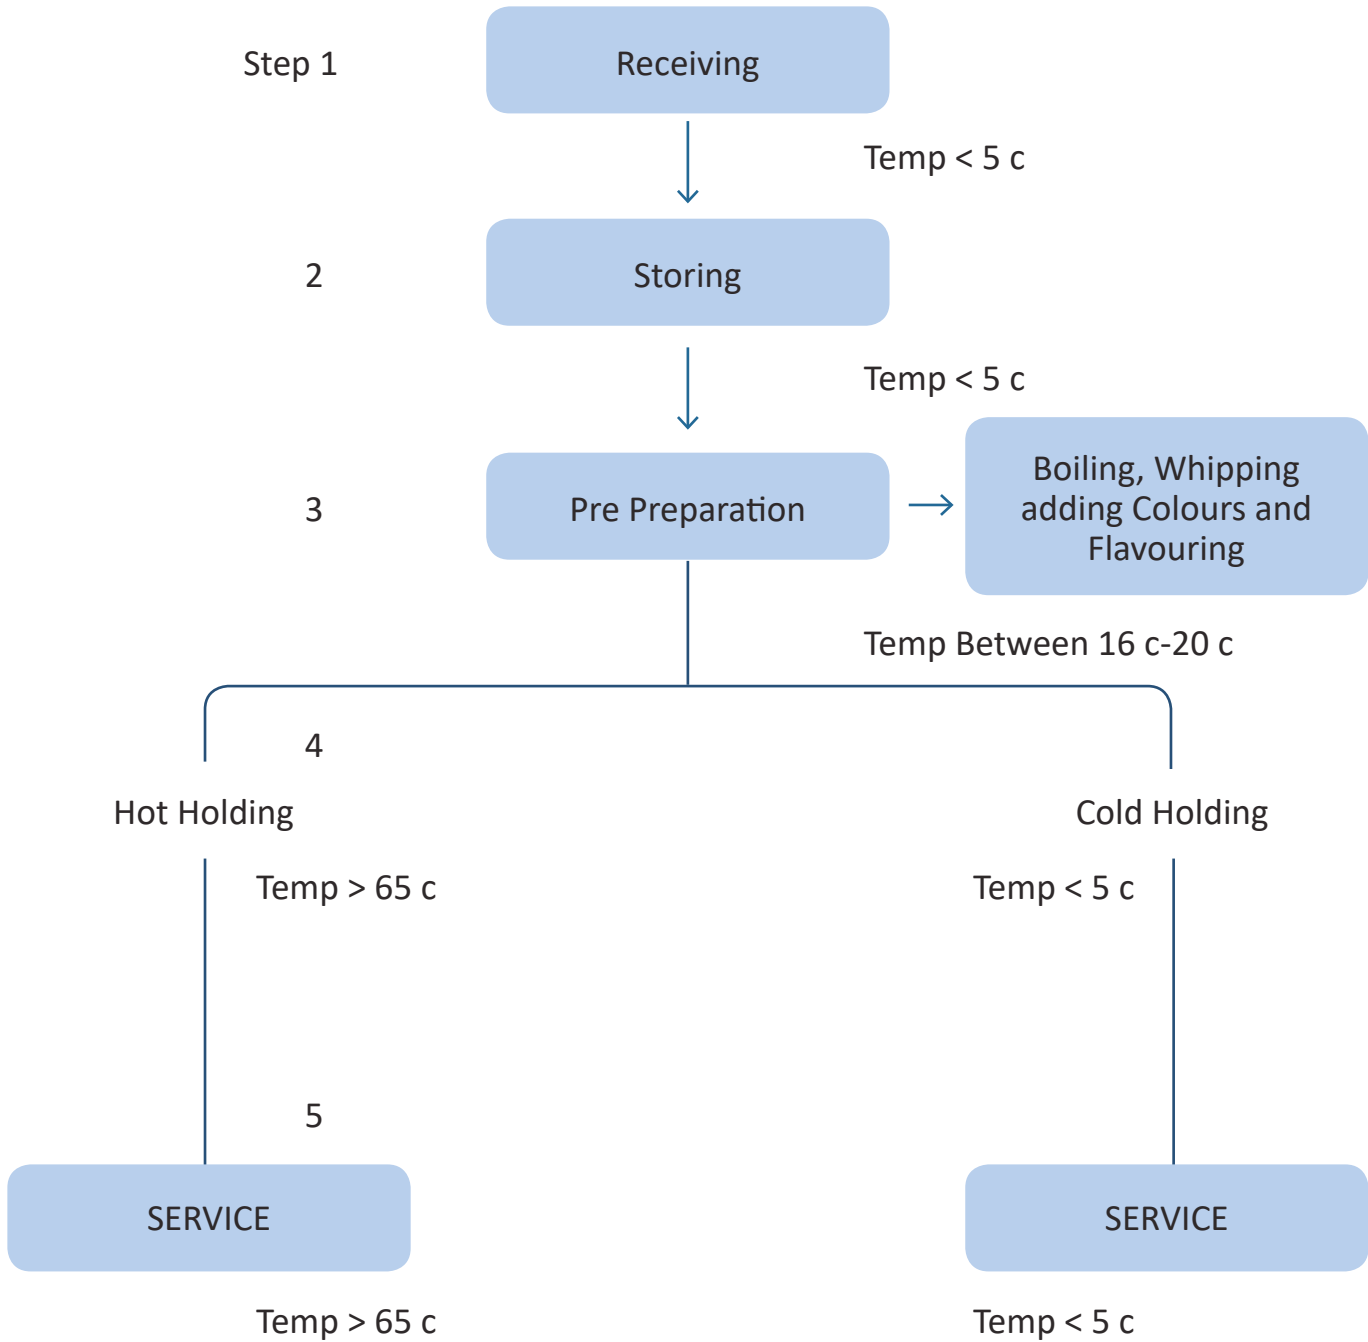 Step 1
Receiving
Temp < 5 c
2
Storing
Temp < 5 c
3
Pre Preparation
Boiling, Whipping
adding Colours and
Flavouring
Temp Between 16 c-20 c
4
Hot Holding
Cold Holding
Temp > 65 c
Temp < 5 c
5
SERVICE
SERVICE
Temp > 65 c
Temp < 5 c